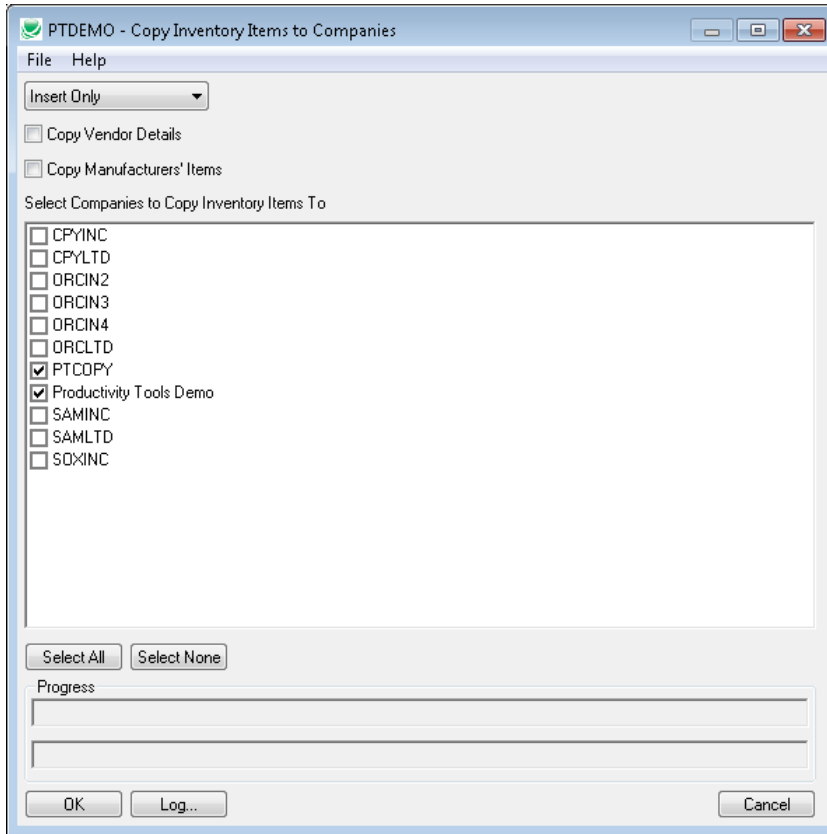 PTDEMO - Copy Inventory Items to Companies
File Help
Insert Only
Copy Vendor Details
Copy Manufacturers' Items
Select Companies to Copy Inventory Items To
CPYINC
CPYLTD
ORCIN2
ORCIN3
ORCIN4
ORCLTD
PTCOPY
Productivity Tools Demo
SAMINC
SAMLTD
SOXINC
Select All Select None
Progress
OK Log... Cancel